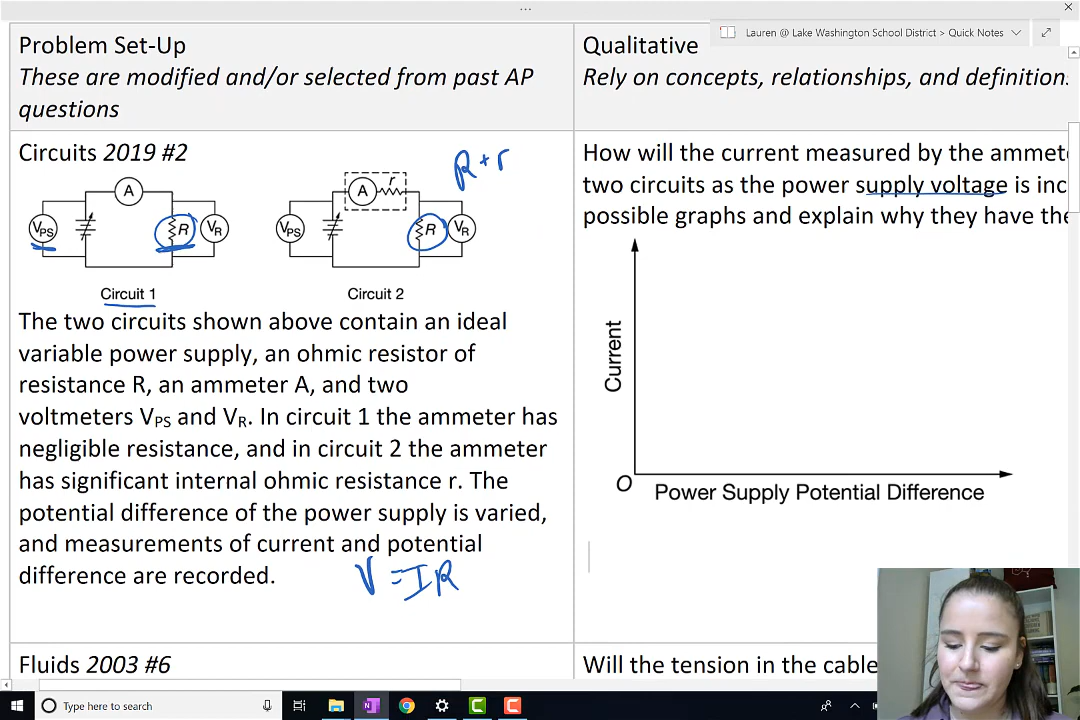 Lauren @ Lake Washington School District > Quick Notes
Problem Set-Up
These are modified and/or selected from past AP
questions
Qualitative
Rely on concepts, relationships, and definition
Circuits 2019 #2
R + r
A
VPS
R
VR
Circuit 1
A
r
VPS
R
VR
Circuit 2
The two circuits shown above contain an ideal
variable power supply, an ohmic resistor of
resistance R, an ammeter A, and two
voltmeters VPS and VR. In circuit 1 the ammeter has
negligible resistance, and in circuit 2 the ammeter
has significant internal ohmic resistance r. The
potential difference of the power supply is varied,
and measurements of current and potential
difference are recorded.
V = IR
How will the current measured by the ammet
two circuits as the power supply voltage is inc
possible graphs and explain why they have the
Current
O
Power Supply Potential Difference
Fluids 2003 #6
Will the tension in the cable
Type here to search